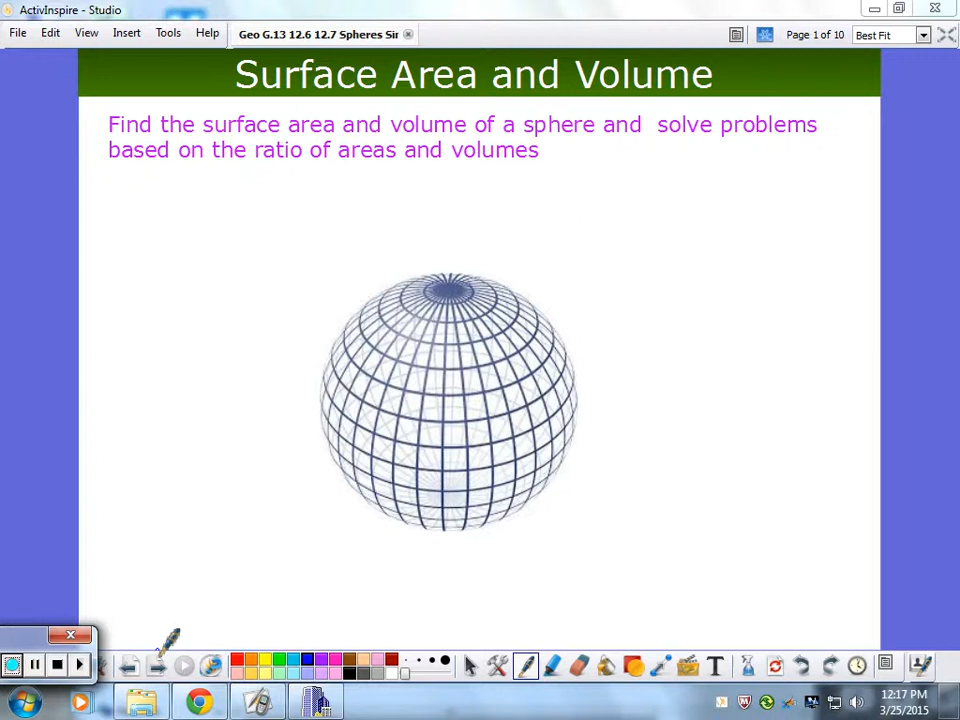 ActivInspire - Studio
File Edit View Insert Tools Help Geo G.13 12.6 12.7 Spheres Sir Page 1 of 10 Best Fit
Surface Area and Volume
Find the surface area and volume of a sphere and solve problems
based on the ratio of areas and volumes
T
12:17 PM
3/25/2015